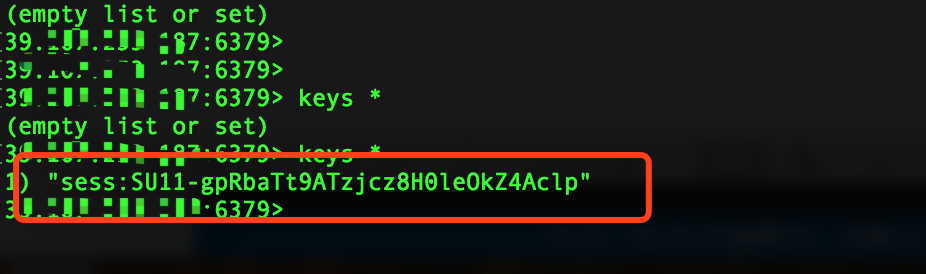 (empty list or set)
:6379>
:6379>
:6379> keys *
(empty list or set)
:6379> keys *
1) "sess:SU11-gpRbaTt9ATzjcz8H0leOkZ4Aclp"
:6379>